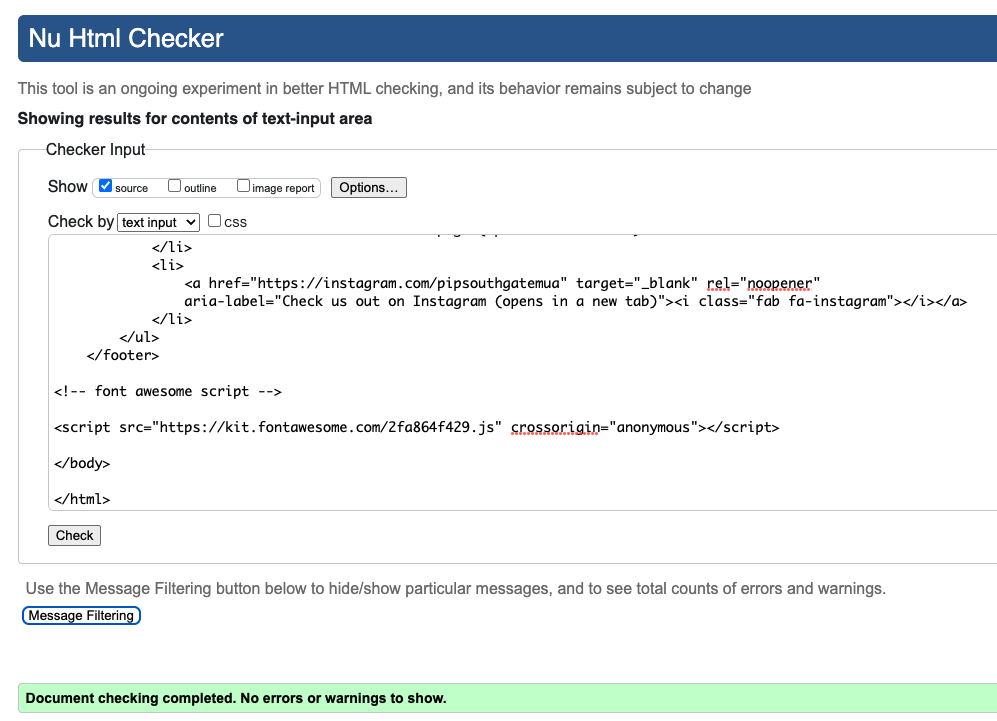 Nu Html Checker
This tool is an ongoing experiment in better HTML checking, and its behavior remains subject to change
Showing results for contents of text-input area
Checker Input
Show source outline image report Options...
Check by text input css
</li>
<li>
<a href="https://instagram.com/pipsouthgatemua" target="_blank" rel="noopener"
aria-label="Check us out on Instagram (opens in a new tab)"><i class="fab fa-instagram"></i></a>
</li>
</ul>
</footer>
<!-- font awesome script -->
<script src="https://kit.fontawesome.com/2fa864f429.js" crossorigin="anonymous"></script>
</body>
</html>
Check
Use the Message Filtering button below to hide/show particular messages, and to see total counts of errors and warnings.
Message Filtering
Document checking completed. No errors or warnings to show.